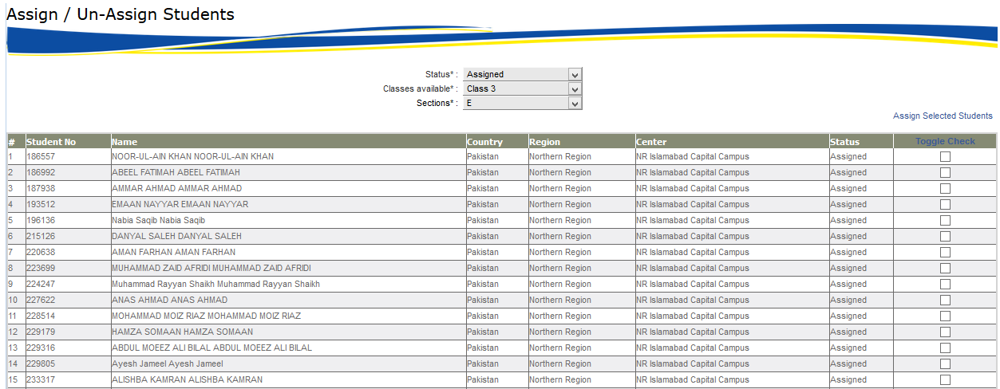 Assign / Un-Assign Students
Status* : Assigned
Classes available* : Class 3
Sections* : E
Assign Selected Students
# Student No Name Country Region Center Status Toggle Check
1 186557 NOOR-UL-AIN KHAN NOOR-UL-AIN KHAN Pakistan Northern Region NR Islamabad Capital Campus Assigned
2 186992 ABEEL FATIMAH ABEEL FATIMAH Pakistan Northern Region NR Islamabad Capital Campus Assigned
3 187938 AMMAR AHMAD AMMAR AHMAD Pakistan Northern Region NR Islamabad Capital Campus Assigned
4 193512 EMAAN NAYYAR EMAAN NAYYAR Pakistan Northern Region NR Islamabad Capital Campus Assigned
5 196136 Nabia Saqib Nabia Saqib Pakistan Northern Region NR Islamabad Capital Campus Assigned
6 215126 DANYAL SALEH DANYAL SALEH Pakistan Northern Region NR Islamabad Capital Campus Assigned
7 220638 AMAN FARHAN AMAN FARHAN Pakistan Northern Region NR Islamabad Capital Campus Assigned
8 223699 MUHAMMAD ZAID AFRIDI MUHAMMAD ZAID AFRIDI Pakistan Northern Region NR Islamabad Capital Campus Assigned
9 224247 Muhammad Rayyan Shaikh Muhammad Rayyan Shaikh Pakistan Northern Region NR Islamabad Capital Campus Assigned
10 227622 ANAS AHMAD ANAS AHMAD Pakistan Northern Region NR Islamabad Capital Campus Assigned
11 228514 MOHAMMAD MOIZ RIAZ MOHAMMAD MOIZ RIAZ Pakistan Northern Region NR Islamabad Capital Campus Assigned
12 229179 HAMZA SOMAAN HAMZA SOMAAN Pakistan Northern Region NR Islamabad Capital Campus Assigned
13 229316 ABDUL MOEEZ ALI BILAL ABDUL MOEEZ ALI BILAL Pakistan Northern Region NR Islamabad Capital Campus Assigned
14 229805 Ayesh Jameel Ayesh Jameel Pakistan Northern Region NR Islamabad Capital Campus Assigned
15 233317 ALISHBA KAMRAN ALISHBA KAMRAN Pakistan Northern Region NR Islamabad Capital Campus Assigned